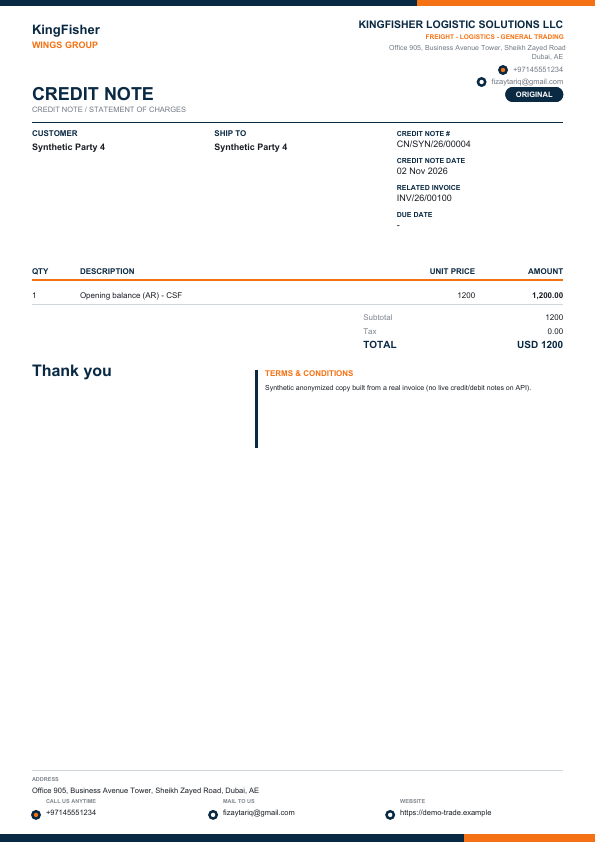 KingFisher
WINGS GROUP
KINGFISHER LOGISTIC SOLUTIONS LLC
FREIGHT - LOGISTICS - GENERAL TRADING
Office 905, Business Avenue Tower, Sheikh Zayed Road
Dubai, AE
+97145551234
fizaytariq@gmail.com
ORIGINAL
CREDIT NOTE
CREDIT NOTE / STATEMENT OF CHARGES
CUSTOMER
Synthetic Party 4
SHIP TO
Synthetic Party 4
CREDIT NOTE #
CN/SYN/26/00004
CREDIT NOTE DATE
02 Nov 2026
RELATED INVOICE
INV/26/00100
DUE DATE
-
QTY DESCRIPTION UNIT PRICE AMOUNT
1 Opening balance (AR) - CSF 1200 1,200.00
Subtotal 1200
Tax 0.00
TOTAL USD 1200
Thank you
TERMS & CONDITIONS
Synthetic anonymized copy built from a real invoice (no live credit/debit notes on API).
ADDRESS
Office 905, Business Avenue Tower, Sheikh Zayed Road, Dubai, AE
CALL US ANYTIME
+97145551234
MAIL TO US
fizaytariq@gmail.com
WEBSITE
https://demo-trade.example